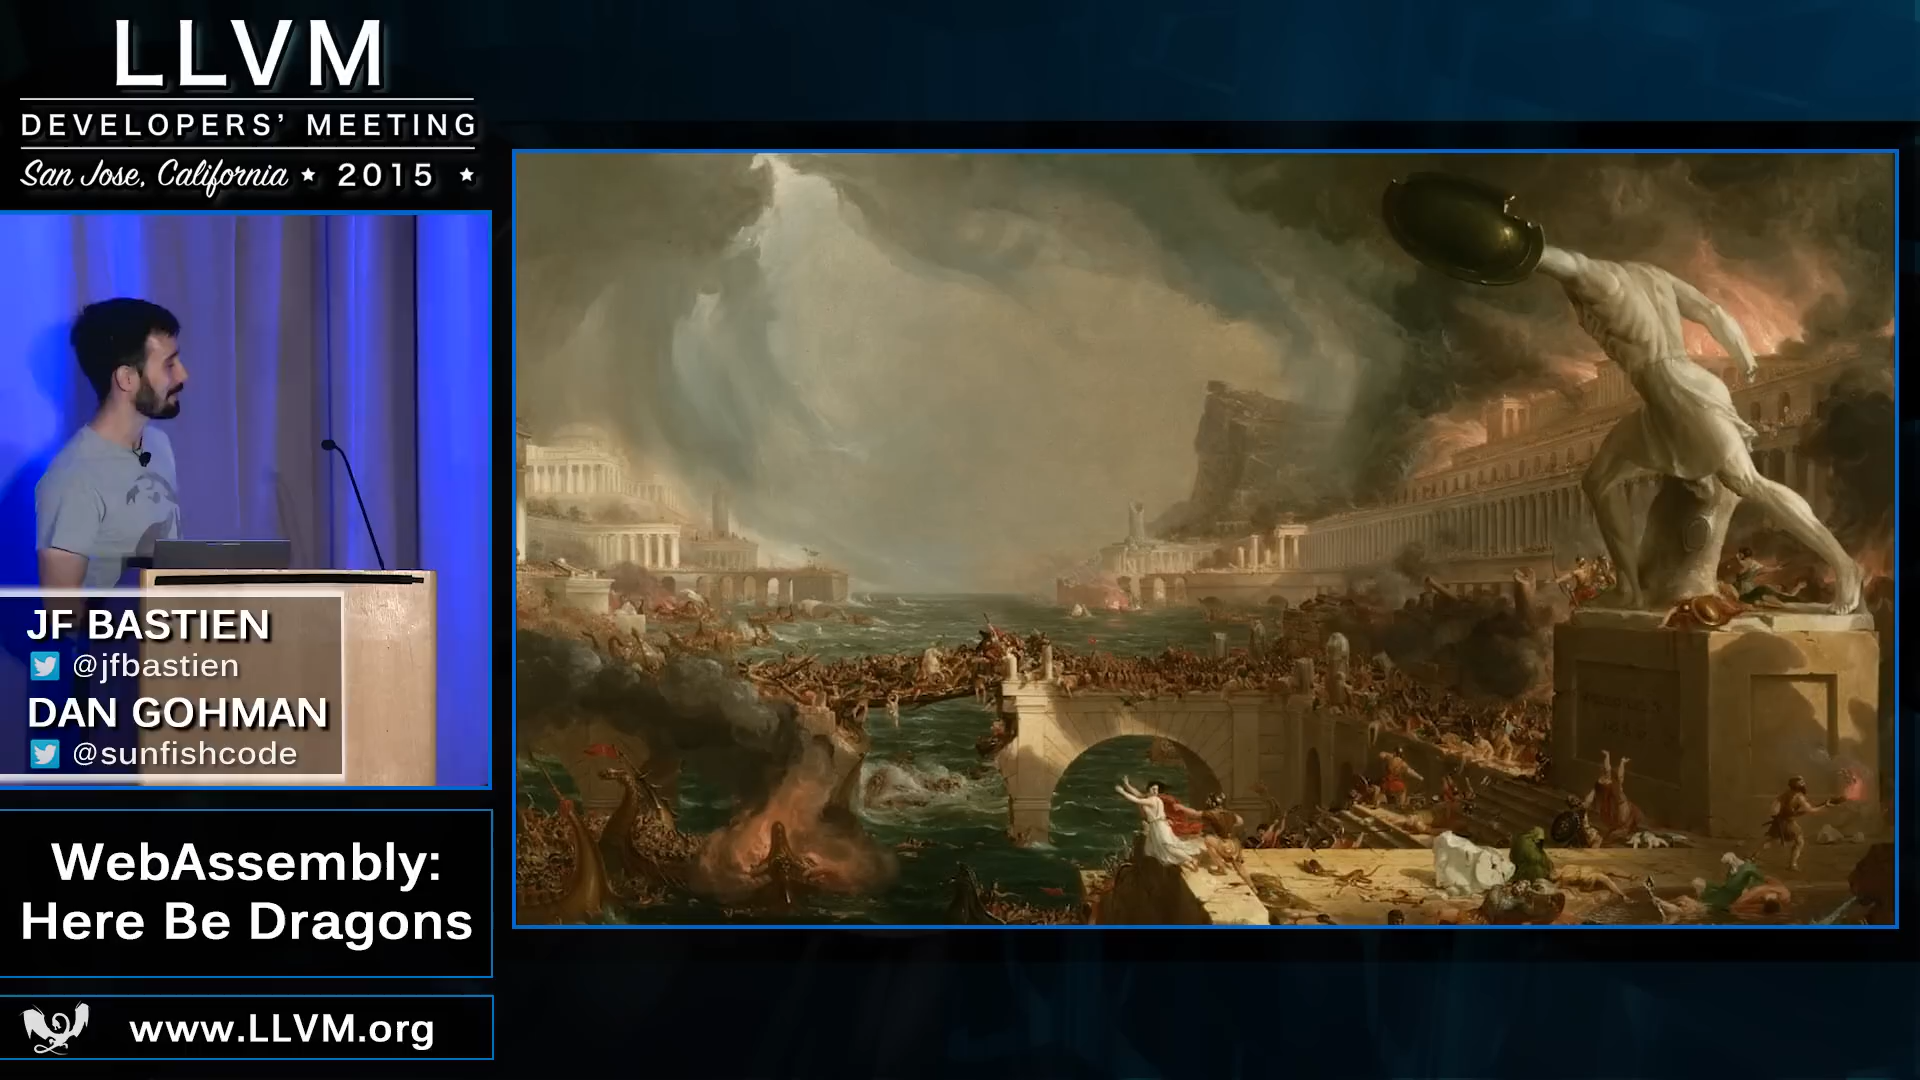 LLVM
DEVELOPERS' MEETING
San Jose, California ★ 2015 ★
JF BASTIEN
@jfbastien
DAN GOHMAN
@sunfishcode
WebAssembly:
Here Be Dragons
www.LLVM.org